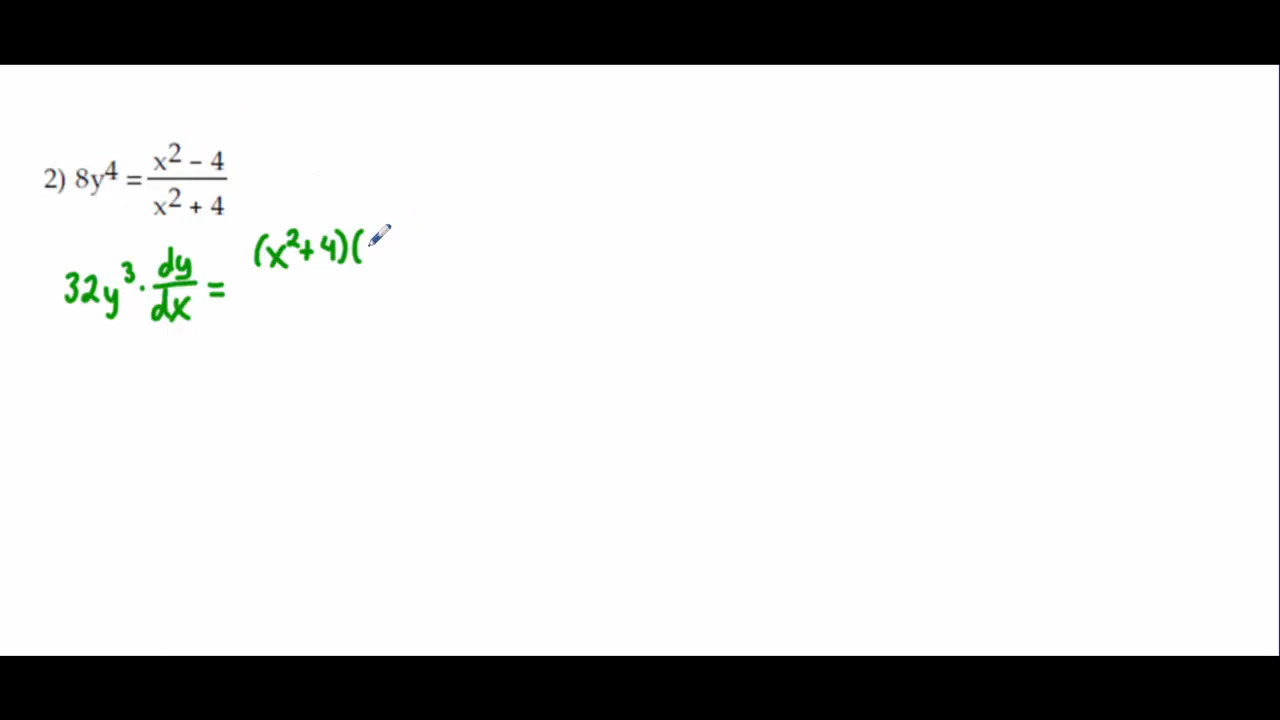 2) 8y⁴ = (x² − 4)/(x² + 4)
32y³ · dy/dx = (x²+4)(